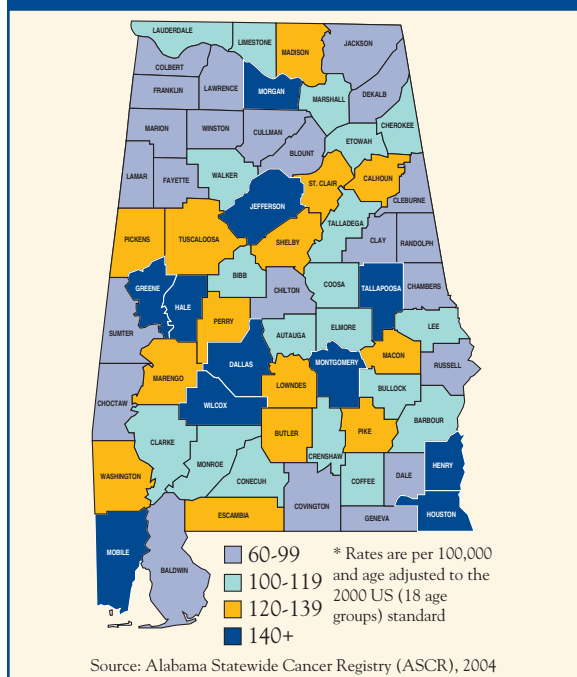 LAUDERDALE
LIMESTONE
MADISON
JACKSON
COLBERT
FRANKLIN
LAWRENCE
MORGAN
MARSHALL
DEKALB
CHEROKEE
MARION
WINSTON
CULLMAN
ETOWAH
BLOUNT
LAMAR
FAYETTE
WALKER
ST. CLAIR
CALHOUN
CLEBURNE
JEFFERSON
TALLADEGA
PICKENS
TUSCALOOSA
SHELBY
CLAY
RANDOLPH
BIBB
GREENE
HALE
CHILTON
COOSA
TALLAPOOSA
CHAMBERS
SUMTER
PERRY
AUTAUGA
ELMORE
LEE
DALLAS
MONTGOMERY
MACON
RUSSELL
MARENGO
LOWNDES
BULLOCK
CHOCTAW
WILCOX
BARBOUR
CLARKE
BUTLER
PIKE
MONROE
CRENSHAW
HENRY
WASHINGTON
CONECUH
COFFEE
DALE
COVINGTON
ESCAMBIA
GENEVA
HOUSTON
MOBILE
BALDWIN
60-99
100-119
120-139
140+
* Rates are per 100,000
and age adjusted to the
2000 US (18 age
groups) standard
Source: Alabama Statewide Cancer Registry (ASCR), 2004